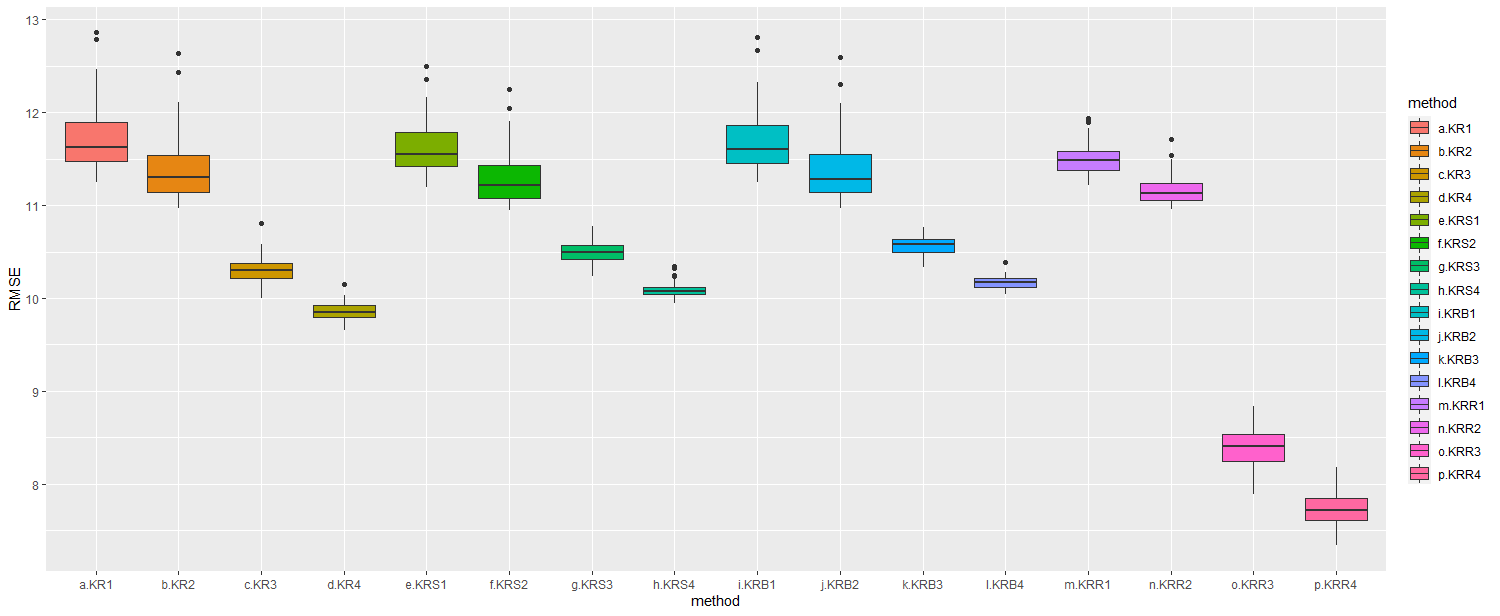 13
12
11
10
9
8
RMSE
a.KR1
b.KR2
c.KR3
d.KR4
e.KRS1
f.KRS2
g.KRS3
h.KRS4
i.KRB1
j.KRB2
k.KRB3
l.KRB4
m.KRR1
n.KRR2
o.KRR3
p.KRR4
method
method
a.KR1
b.KR2
c.KR3
d.KR4
e.KRS1
f.KRS2
g.KRS3
h.KRS4
i.KRB1
j.KRB2
k.KRB3
l.KRB4
m.KRR1
n.KRR2
o.KRR3
p.KRR4